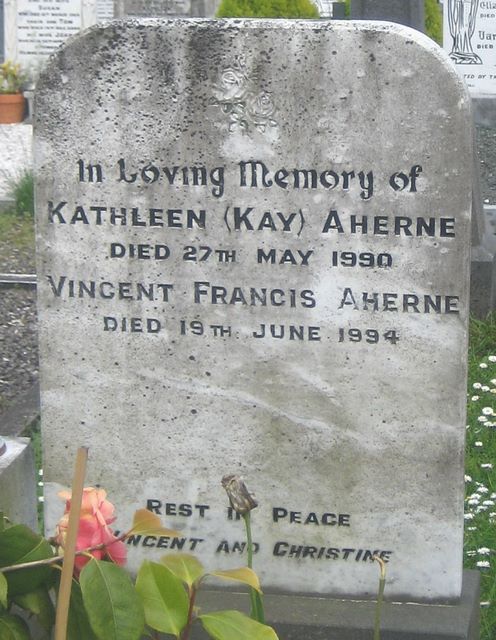 In Loving Memory of
KATHLEEN (KAY) AHERNE
DIED 27TH MAY 1990
VINCENT FRANCIS AHERNE
DIED 19TH JUNE 1994
REST IN PEACE
VINCENT AND CHRISTINE